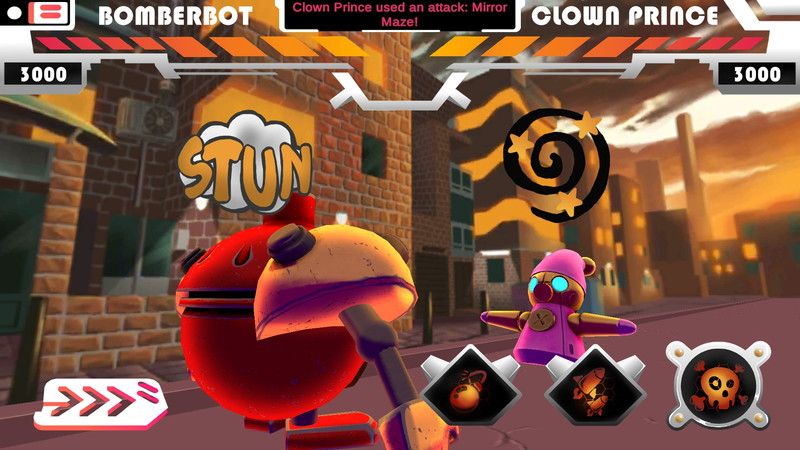 BOMBERBOT
Clown Prince used an attack: Mirror
Maze!
CLOWN PRINCE
3000
3000
STUN